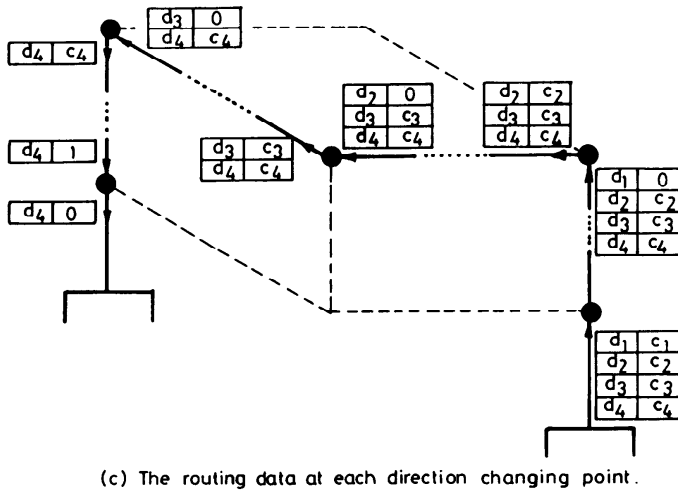 d₃ 0
d₄ c₄
d₄ c₄
d₂ 0
d₃ c₃
d₄ c₄
d₂ c₂
d₃ c₃
d₄ c₄
d₄ 1
d₃ c₃
d₄ c₄
d₁ 0
d₂ c₂
d₃ c₃
d₄ c₄
d₄ 0
d₁ c₁
d₂ c₂
d₃ c₃
d₄ c₄
(c) The routing data at each direction changing point.